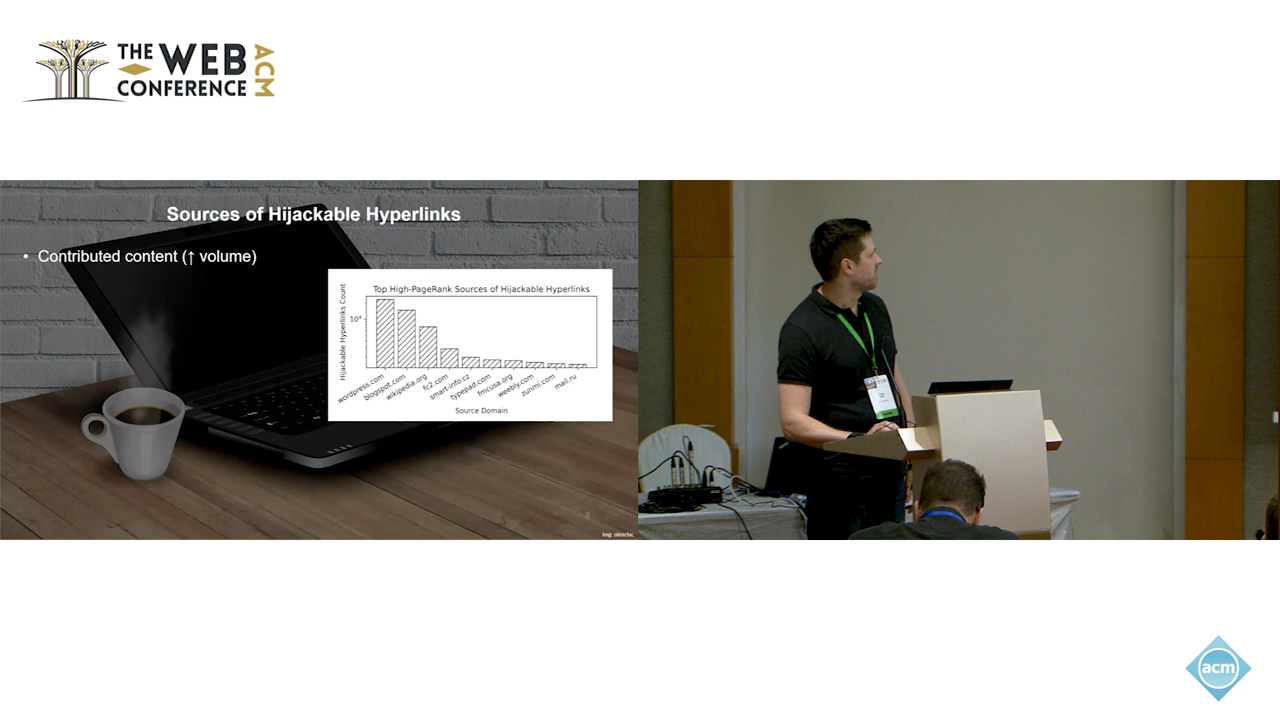 THE WEB
CONFERENCE
ACM
Sources of Hijackable Hyperlinks
• Contributed content (↑ volume)
Top High-PageRank Sources of Hijackable Hyperlinks
Hijackable Hyperlinks Count
10⁴
wordpress.com
blogspot.com
wikipedia.org
fc2.com
smart-info.cz
typepad.com
fmcusa.org
weebly.com
zunmi.com
mail.ru
Source Domain
8
acm